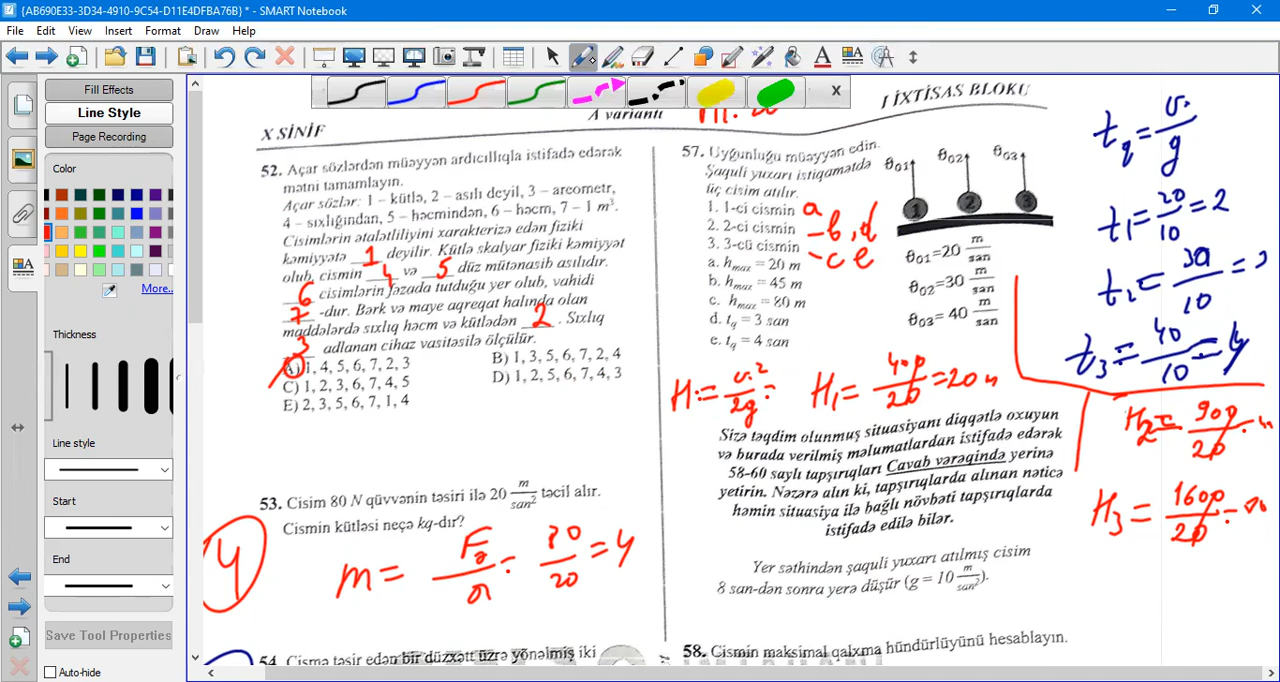 {AB690E33-3D34-4910-9C54-D11E4DFBA76B} * - SMART Notebook
File Edit View Insert Format Draw Help
Fill Effects
Line Style
Page Recording
Color
More...
Thickness
Line style
Start
End
Save Tool Properties
Auto-hide
X
X SİNİF
A variantı
I İXTİSAS BLOKU
52. Açar sözlərdən müəyyən ardıcıllıqla istifadə edərək
mətni tamamlayın.
Açar sözlər: 1 – kütlə, 2 – asılı deyil, 3 – areometr,
4 – sıxlığından, 5 – həcmindən, 6 – həcm, 7 – 1 m³.
Cisimlərin ətalətliliyini xarakterizə edən fiziki
kəmiyyətə 1 deyilir. Kütlə skalyar fiziki kəmiyyət
olub, cismin 4 və 5 düz mütənasib asılıdır.
6 cisimlərin fəzada tutduğu yer olub, vahidi
7 -dur. Bərk və maye aqreqat halında olan
maddələrdə sıxlıq həcm və kütlədən 2. Sıxlıq
3 adlanan cihaz vasitəsilə ölçülür.
A) 1, 4, 5, 6, 7, 2, 3
B) 1, 3, 5, 6, 7, 2, 4
C) 1, 2, 3, 6, 7, 4, 5
D) 1, 2, 5, 6, 7, 4, 3
E) 2, 3, 5, 6, 7, 1, 4
53. Cisim 80 N qüvvənin təsiri ilə 20 m/san² təcil alır.
Cismin kütləsi neçə kq-dır?
4
m = F/a = 80/20 = 4
54. Cismə təsir edən bir düzxətt üzrə yönəlmiş iki
57. Uyğunluğu müəyyən edin.
Şaquli yuxarı istiqamətdə
üç cisim atılır.
1. 1-ci cismin a
2. 2-ci cismin – b, d
3. 3-cü cismin – c e
a. hmax = 20 m
b. hmax = 45 m
c. hmax = 80 m
d. tq = 3 san
e. tq = 4 san
ϑ01 ϑ02 ϑ03
1 2 3
ϑ01=20 m/san
ϑ02=30 m/san
ϑ03=40 m/san
H = v²/2g
H1 = 400/20 = 20 m
tq = v./g
t1 = 20/10 = 2
t2 = 30/10 = 3
t3 = 40/10 = 4
H2 = 900/20
H3 = 1600/20
Sizə təqdim olunmuş situasiyanı diqqətlə oxuyun
və burada verilmiş məlumatlardan istifadə edərək
58-60 saylı tapşırıqları Cavab vərəqində yerinə
yetirin. Nəzərə alın ki, tapşırıqlarda alınan nəticə
həmin situasiya ilə bağlı növbəti tapşırıqlarda
istifadə edilə bilər.
Yer səthindən şaquli yuxarı atılmış cisim
8 san-dən sonra yerə düşür (g = 10 m/san²).
58. Cismin maksimal qalxma hündürlüyünü hesablayın.